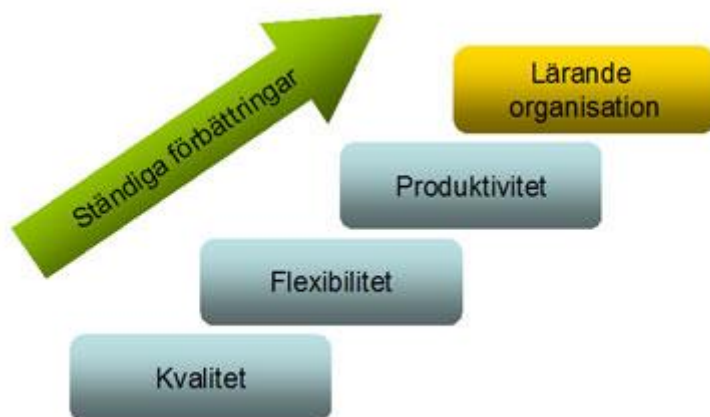 Ständiga förbättringar
Lärande
organisation
Produktivitet
Flexibilitet
Kvalitet